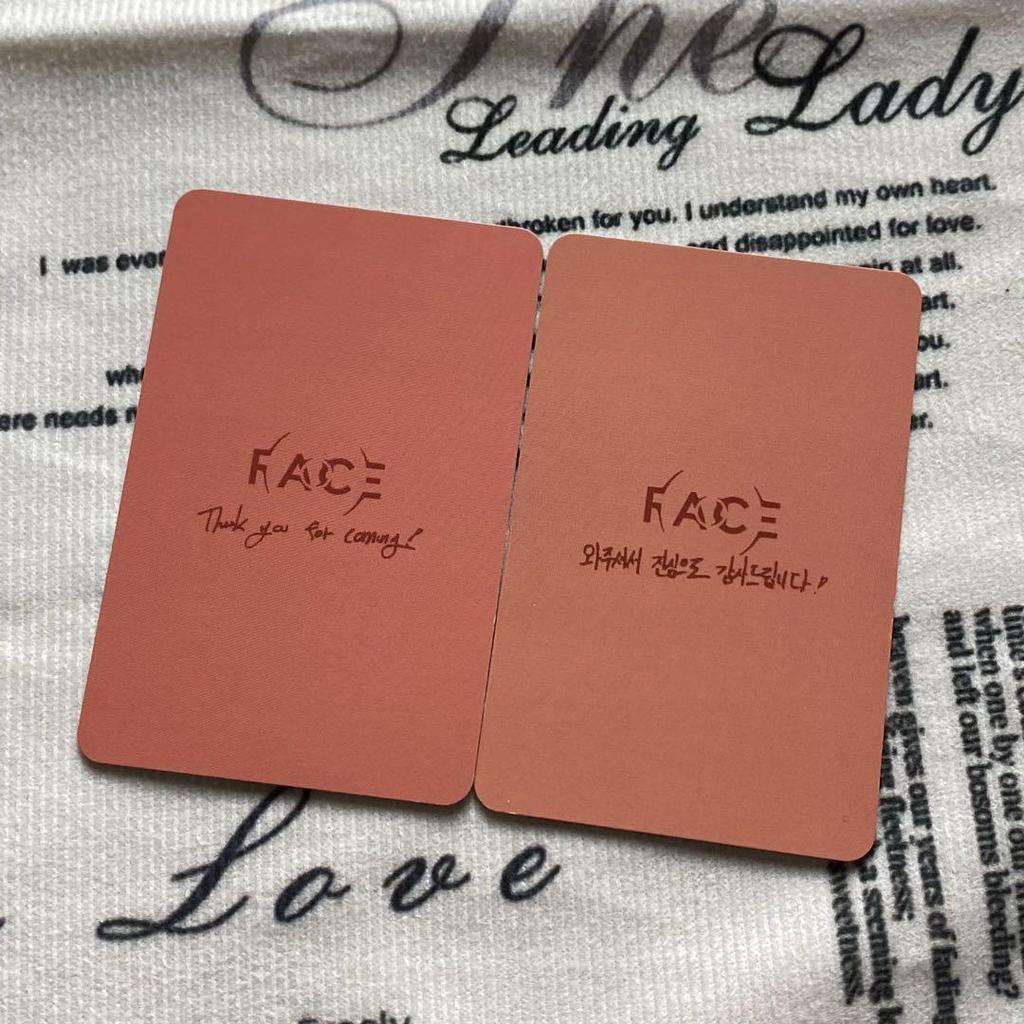 The
Leading Lady
broken for you, I understand my own heart.
I was ever
and disappointed for love.
at all.
FACE
Thank you for coming!
FACE
와주셔서 진심으로 감사드립니다!
ere needs
Love
time's
when one by one our
and left our bosoms bleeding?
heaven gives our years of fading
fleetness;
a seeming
sweetness.